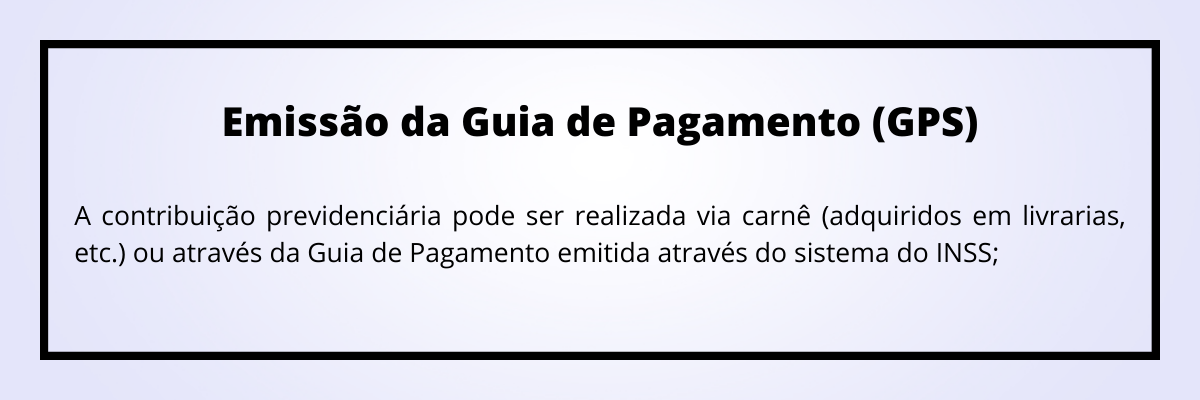 Emissão da Guia de Pagamento (GPS)
A contribuição previdenciária pode ser realizada via carnê (adquiridos em livrarias,
etc.) ou através da Guia de Pagamento emitida através do sistema do INSS;